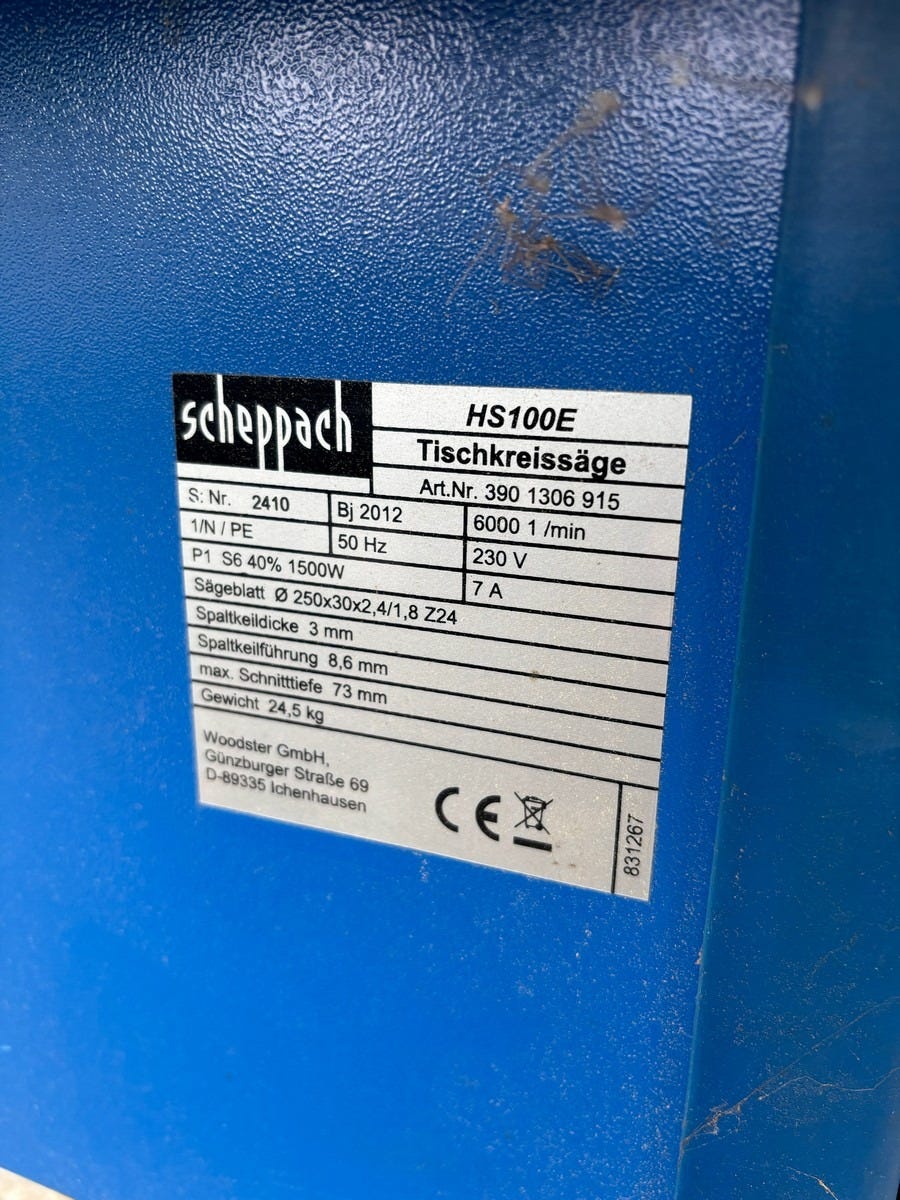 scheppach
HS100E
Tischkreissäge
Art.Nr. 390 1306 915
S: Nr. 2410
Bj 2012
6000 1 /min
1/N / PE
50 Hz
230 V
P1 S6 40% 1500W
7 A
Sägeblatt Ø 250x30x2,4/1,8 Z24
Spaltkeildicke 3 mm
Spaltkeilführung 8,6 mm
max. Schnitttiefe 73 mm
Gewicht 24,5 kg
Woodster GmbH,
Günzburger Straße 69
D-89335 Ichenhausen
CE
831267